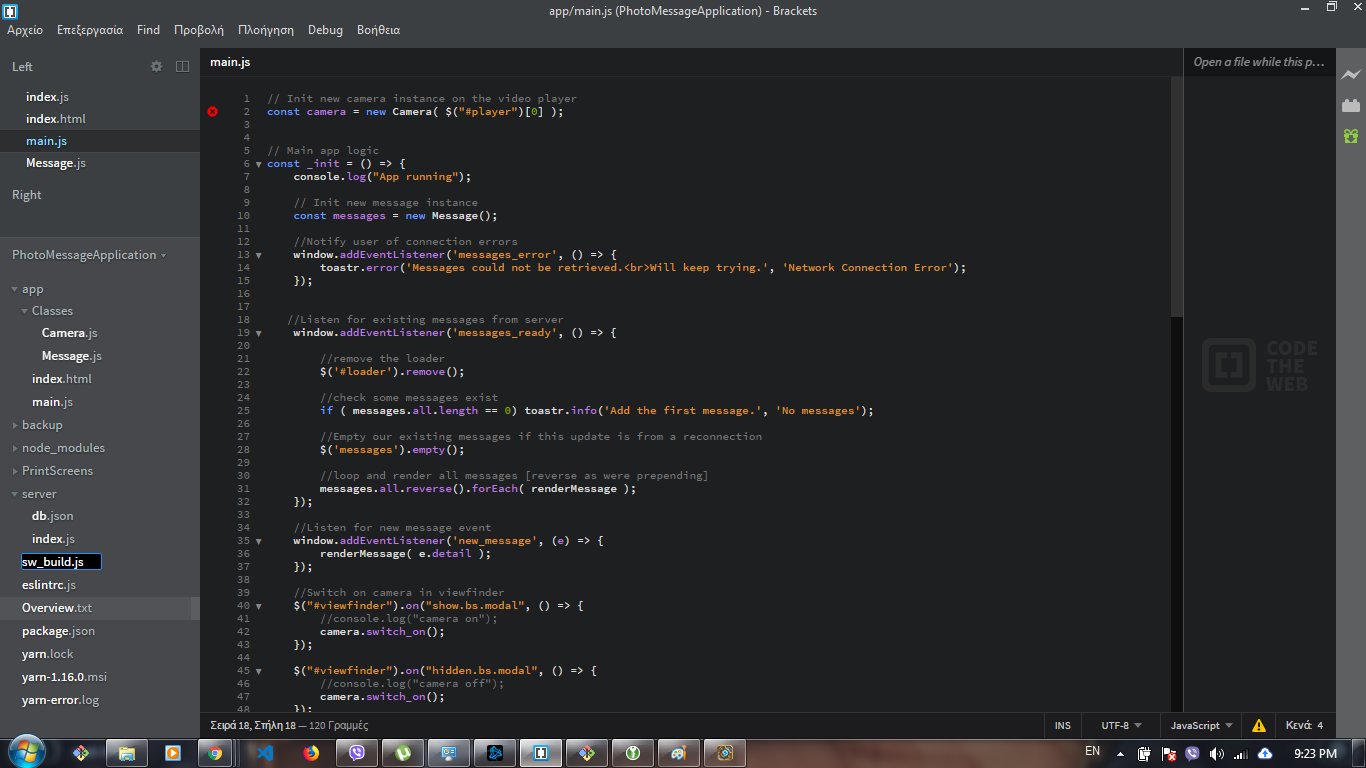 app/main.js (PhotoMessageApplication) - Brackets
Αρχείο Επεξεργασία Find Προβολή Πλοήγηση Debug Βοήθεια
Left
index.js
index.html
main.js
Message.js
Right
PhotoMessageApplication
app
Classes
Camera.js
Message.js
index.html
main.js
backup
node_modules
PrintScreens
server
db.json
index.js
sw_build.js
eslintrc.js
Overview.txt
package.json
yarn.lock
yarn-1.16.0.msi
yarn-error.log
main.js
1 // Init new camera instance on the video player
2 const camera = new Camera( $("#player")[0] );
3
4
5 // Main app logic
6 const _init = () => {
7 console.log("App running");
8
9 // Init new message instance
10 const messages = new Message();
11
12 //Notify user of connection errors
13 window.addEventListener('messages_error', () => {
14 toastr.error('Messages could not be retrieved.<br>Will keep trying.', 'Network Connection Error');
15 });
16
17
18 //Listen for existing messages from server
19 window.addEventListener('messages_ready', () => {
20
21 //remove the loader
22 $('#loader').remove();
23
24 //check some messages exist
25 if ( messages.all.length == 0) toastr.info('Add the first message.', 'No messages');
26
27 //Empty our existing messages if this update is from a reconnection
28 $('messages').empty();
29
30 //loop and render all messages [reverse as were prepending]
31 messages.all.reverse().forEach( renderMessage );
32 });
33
34 //Listen for new message event
35 window.addEventListener('new_message', (e) => {
36 renderMessage( e.detail );
37 });
38
39 //Switch on camera in viewfinder
40 $("#viewfinder").on("show.bs.modal", () => {
41 //console.log("camera on");
42 camera.switch_on();
43 });
44
45 $("#viewfinder").on("hidden.bs.modal", () => {
46 //console.log("camera off");
47 camera.switch_on();
48 });
Open a file while this p...
CODE
THE
WEB
Σειρά 18, Στήλη 18 — 120 Γραμμές
INS UTF-8 JavaScript Κενά: 4
EN 9:23 PM